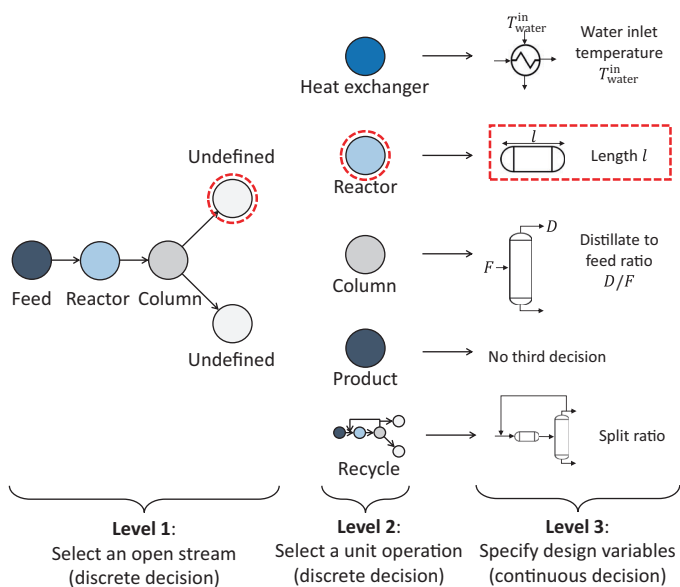 Undefined
Feed
Reactor
Column
Undefined
Heat exchanger
Reactor
Column
Product
Recycle
T_water^in
Water inlet
temperature
T_water^in
l
Length l
D
F
Distillate to
feed ratio
D/F
No third decision
Split ratio
Level 1:
Select an open stream
(discrete decision)
Level 2:
Select a unit operation
(discrete decision)
Level 3:
Specify design variables
(continuous decision)